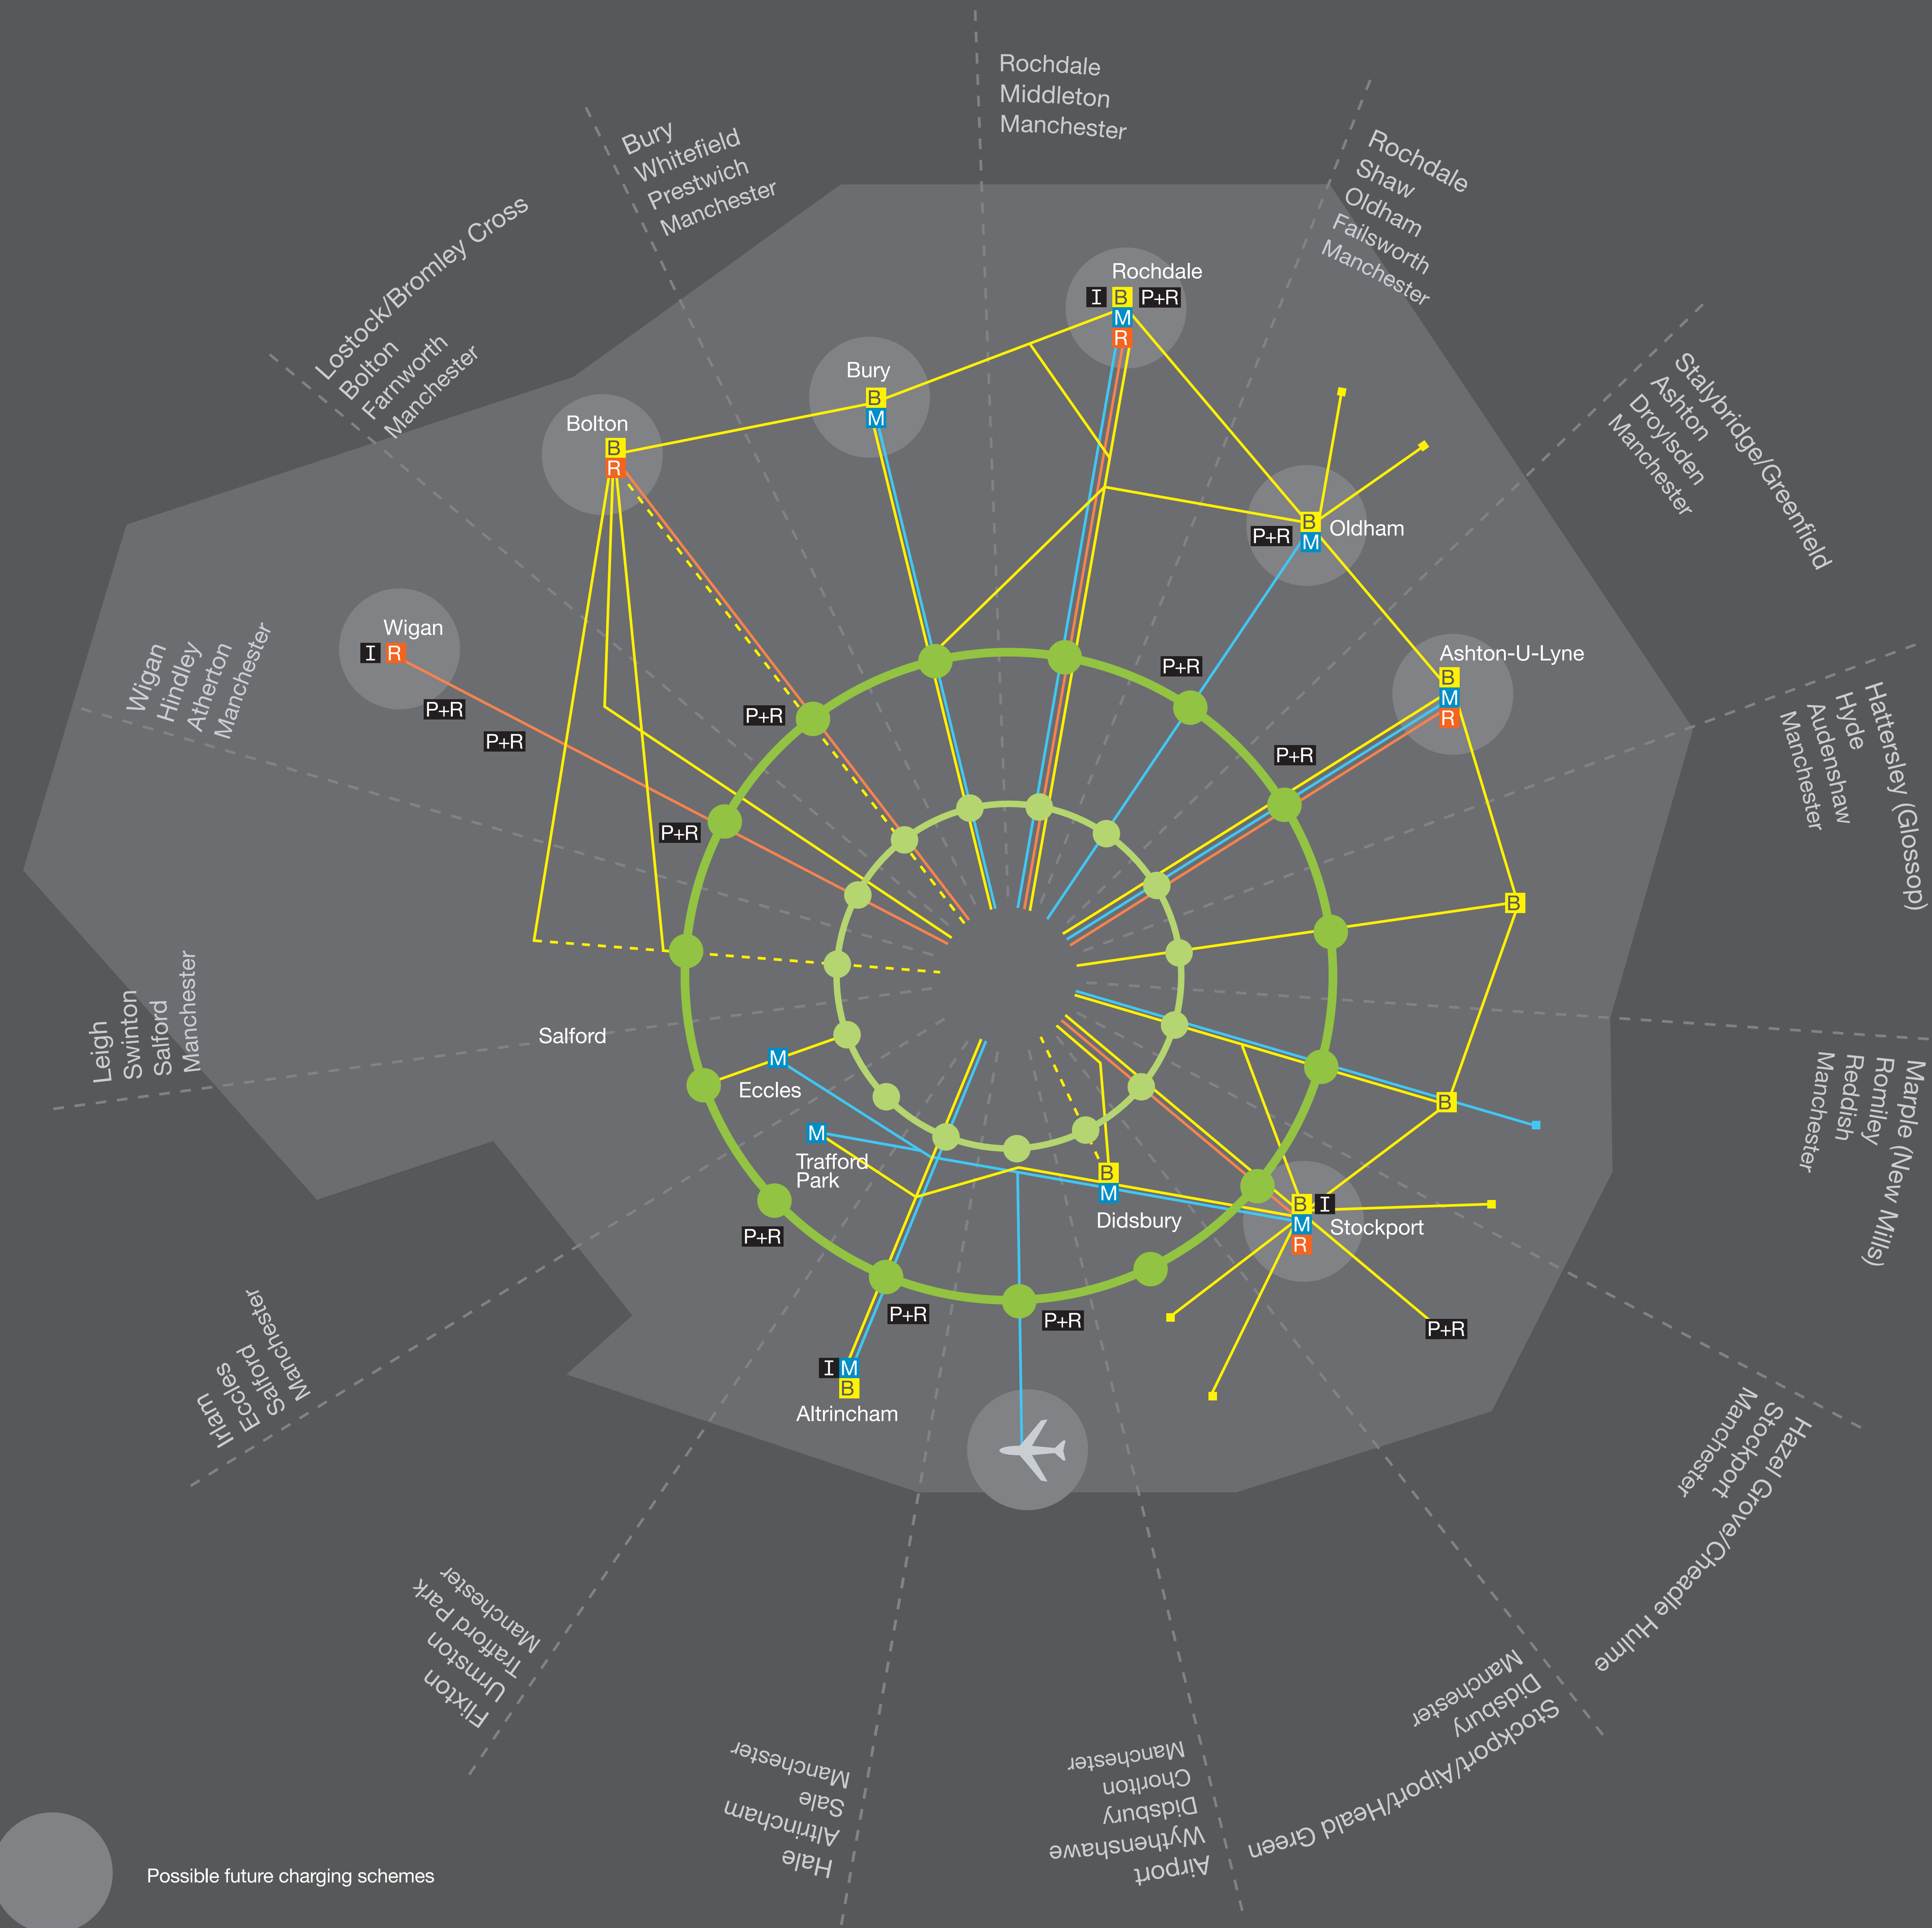 Rochdale
Middleton
Manchester
Rochdale
Shaw
Oldham
Failsworth
Manchester
Stalybridge/Greenfield
Ashton
Droylsden
Manchester
Hattersley (Glossop)
Hyde
Audenshaw
Manchester
Marple (New Mills)
Romiley
Reddish
Manchester
Hazel Grove/Cheadle Hulme
Stockport
Manchester
Stockport/Aiport/Heald Green
Didsbury
Manchester
Airport
Wythenshawe
Didsbury
Chorlton
Manchester
Hale
Altrincham
Sale
Manchester
Flixton
Urmston
Trafford Park
Manchester
Irlam
Eccles
Salford
Manchester
Leigh
Swinton
Salford
Manchester
Wigan
Hindley
Atherton
Manchester
Lostock/Bromley Cross
Bolton
Farnworth
Manchester
Bury
Whitefield
Prestwich
Manchester
Rochdale
I B P+R
M
R
Bury
B
M
Bolton
B
R
B
P+R M
Oldham
Wigan
I R
P+R
P+R
P+R
P+R
P+R
P+R
Ashton-U-Lyne
B
M
R
B
B
Salford
M
Eccles
M
Trafford
Park
B
M
Didsbury
B I
M
R
Stockport
P+R
P+R
P+R
P+R
I M
B
Altrincham
Possible future charging schemes